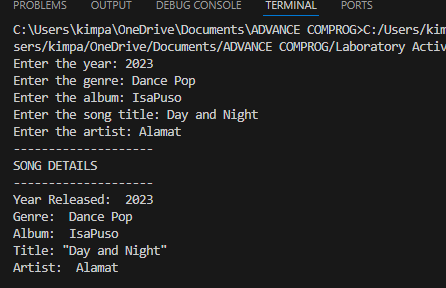 PROBLEMS OUTPUT DEBUG CONSOLE TERMINAL PORTS
C:\Users\kimpa\OneDrive\Documents\ADVANCE COMPROG>C:/Users/kim
sers/kimpa/OneDrive/Documents/ADVANCE COMPROG/Laboratory Activ
Enter the year: 2023
Enter the genre: Dance Pop
Enter the album: IsaPuso
Enter the song title: Day and Night
Enter the artist: Alamat
--------------------
SONG DETAILS
--------------------
Year Released:  2023
Genre:  Dance Pop
Album:  IsaPuso
Title: "Day and Night"
Artist:  Alamat